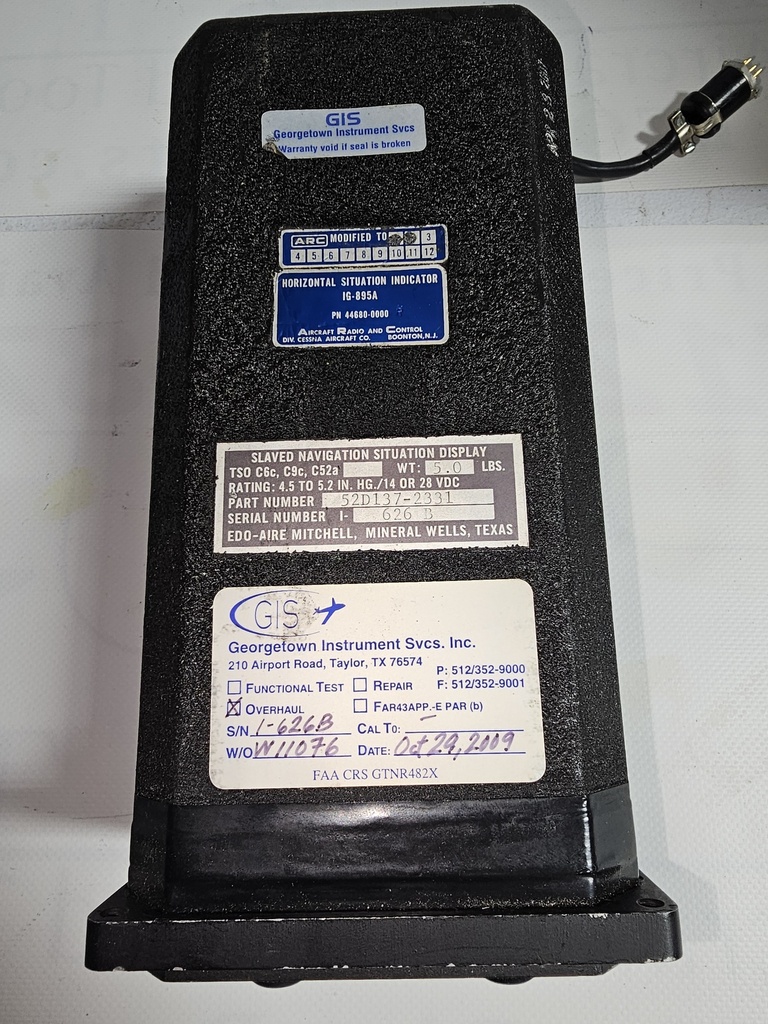 GIS
Georgetown Instrument Svcs
Warranty void if seal is broken
ARC MODIFIED TO 3
4 5 6 7 8 9 10 11 12
HORIZONTAL SITUATION INDICATOR
IG-895A
PN 44680-0000
AIRCRAFT RADIO AND CONTROL
DIV. CESSNA AIRCRAFT CO. BOONTON, N.J.
SLAVED NAVIGATION SITUATION DISPLAY
TSO C6c, C9c, C52a WT: 5.0 LBS.
RATING: 4.5 TO 5.2 IN. HG./14 OR 28 VDC
PART NUMBER 52D137-2331
SERIAL NUMBER I- 626 B
EDO-AIRE MITCHELL, MINERAL WELLS, TEXAS
GIS
Georgetown Instrument Svcs. Inc.
210 Airport Road, Taylor, TX 76574
P: 512/352-9000
F: 512/352-9001
FUNCTIONAL TEST REPAIR
OVERHAUL FAR43APP.-E PAR (b)
S/N 1-626B CAL TO: –
W/O W11076 DATE: Oct 29, 2009
FAA CRS GTNR482X